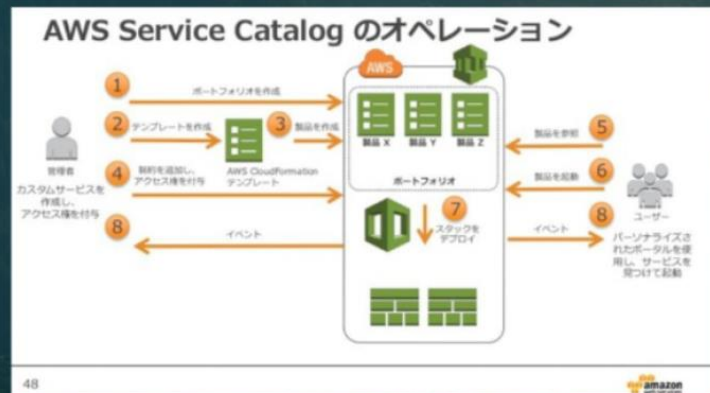 AWS Service Catalog のオペレーション
AWS
1
ポートフォリオを作成
2
テンプレートを作成
3
製品を作成
製品 X
製品 Y
製品 Z
5
製品を参照
管理者
カスタムサービスを
作成し、
アクセス権を付与
4
制約を追加し、
アクセス権を付与
AWS CloudFormation
テンプレート
ポートフォリオ
製品を起動
6
7
スタックを
デプロイ
8
イベント
イベント
8
ユーザー
パーソナライズさ
れたポータルを使
用し、サービスを
見つけて起動
48
amazon